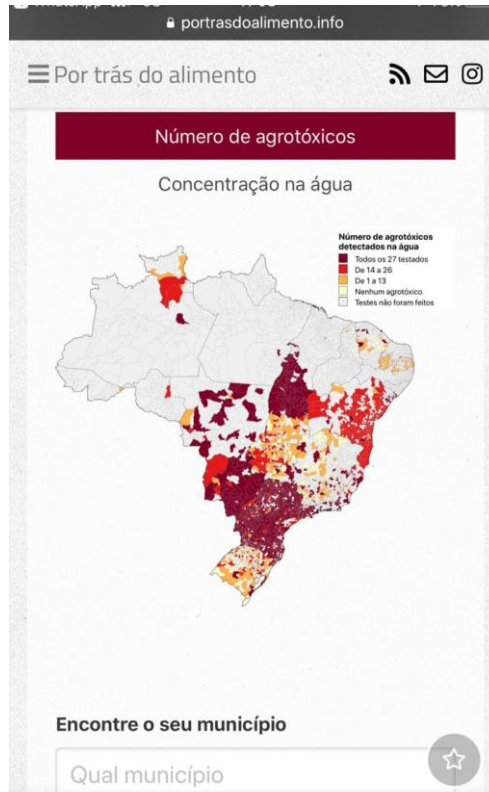 portrasdoalimento.info
Por trás do alimento
Número de agrotóxicos
Concentração na água
Número de agrotóxicos
detectados na água
Todos os 27 testados
De 14 a 26
De 1 a 13
Nenhum agrotóxico
Testes não foram feitos
Encontre o seu município
Qual município